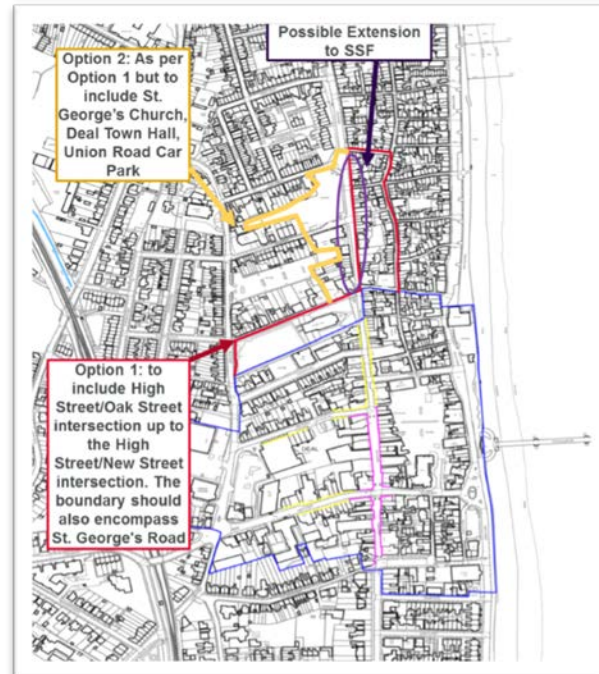 Possible Extension
to SSF
Option 2: As per
Option 1 but to
include St.
George's Church,
Deal Town Hall,
Union Road Car
Park
Option 1: to
include High
Street/Oak Street
intersection up to
the High
Street/New Street
intersection. The
boundary should
also encompass
St. George's Road
DEAL